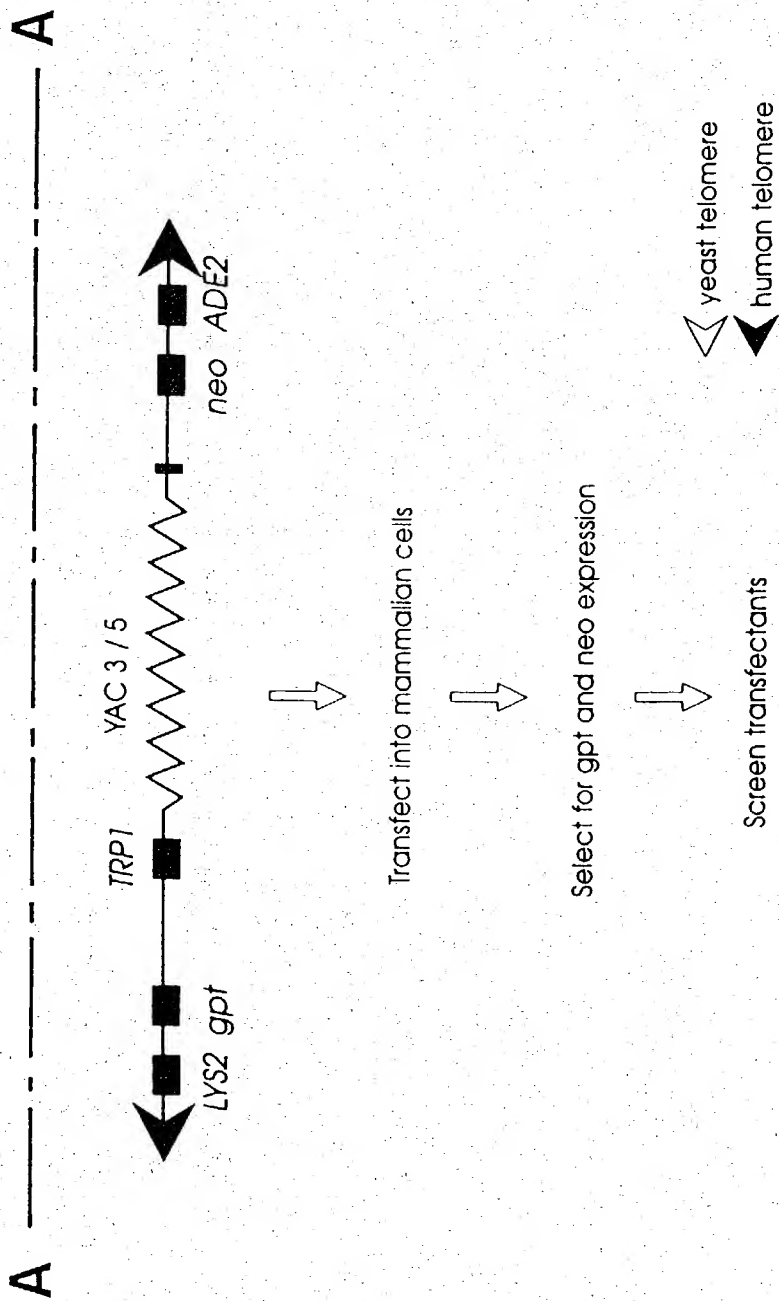 A A
TRP1 YAC 3 / 5
LYS2 gpt neo ADE2
Transfect into mammalian cells
Select for gpt and neo expression
Screen transfectants
yeast telomere
human telomere